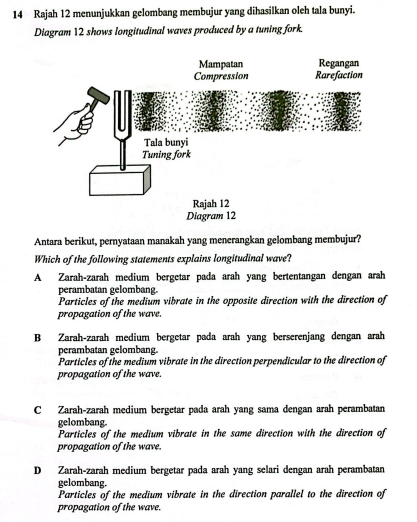 14 Rajah 12 menunjukkan gelombang membujur yang dihasilkan oleh tala bunyi.
Diagram 12 shows longitudinal waves produced by a tuning fork.
Mampatan
Compression
Regangan
Rarefaction
Tala bunyi
Tuning fork
Rajah 12
Diagram 12
Antara berikut, pernyataan manakah yang menerangkan gelombang membujur?
Which of the following statements explains longitudinal wave?
A Zarah-zarah medium bergetar pada arah yang bertentangan dengan arah
perambatan gelombang.
Particles of the medium vibrate in the opposite direction with the direction of
propagation of the wave.
B Zarah-zarah medium bergetar pada arah yang berserenjang dengan arah
perambatan gelombang.
Particles of the medium vibrate in the direction perpendicular to the direction of
propagation of the wave.
C Zarah-zarah medium bergetar pada arah yang sama dengan arah perambatan
gelombang.
Particles of the medium vibrate in the same direction with the direction of
propagation of the wave.
D Zarah-zarah medium bergetar pada arah yang selari dengan arah perambatan
gelombang.
Particles of the medium vibrate in the direction parallel to the direction of
propagation of the wave.